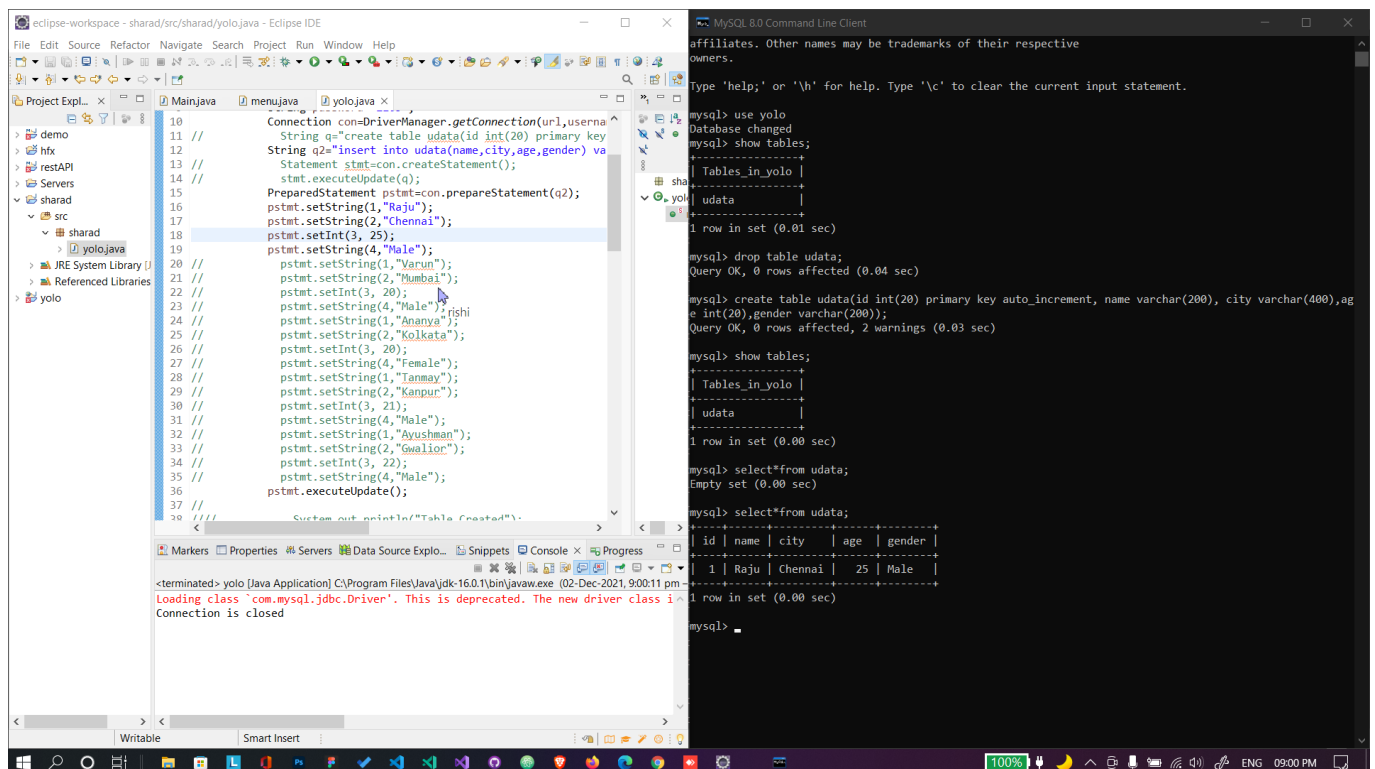 eclipse-workspace - sharad/src/sharad/yolo.java - Eclipse IDE
File Edit Source Refactor Navigate Search Project Run Window Help
Project Expl...
demo
hfx
restAPI
Servers
sharad
src
sharad
yolo.java
JRE System Library [J
Referenced Libraries
yolo
Main.java menu.java yolo.java
10 Connection con=DriverManager.getConnection(url,userna
11 // String q="create table udata(id int(20) primary key
12 String q2="insert into udata(name,city,age,gender) va
13 // Statement stmt=con.createStatement();
14 // stmt.executeUpdate(q);
15 PreparedStatement pstmt=con.prepareStatement(q2);
16 pstmt.setString(1,"Raju");
17 pstmt.setString(2,"Chennai");
18 pstmt.setInt(3, 25);
19 pstmt.setString(4,"Male");
20 // pstmt.setString(1,"Varun");
21 // pstmt.setString(2,"Mumbai");
22 // pstmt.setInt(3, 20);
23 // pstmt.setString(4,"Male");
rishi
24 // pstmt.setString(1,"Ananya");
25 // pstmt.setString(2,"Kolkata");
26 // pstmt.setInt(3, 20);
27 // pstmt.setString(4,"Female");
28 // pstmt.setString(1,"Tanmay");
29 // pstmt.setString(2,"Kanpur");
30 // pstmt.setInt(3, 21);
31 // pstmt.setString(4,"Male");
32 // pstmt.setString(1,"Ayushman");
33 // pstmt.setString(2,"Gwalior");
34 // pstmt.setInt(3, 22);
35 // pstmt.setString(4,"Male");
36 pstmt.executeUpdate();
37 //
38 //// System.out.println("Table Created");
sha
yol
Markers Properties Servers Data Source Explo... Snippets Console Progress
<terminated> yolo [Java Application] C:\Program Files\Java\jdk-16.0.1\bin\javaw.exe (02-Dec-2021, 9:00:11 pm –
Loading class `com.mysql.jdbc.Driver'. This is deprecated. The new driver class i
Connection is closed
Writable Smart Insert
MySQL 8.0 Command Line Client
affiliates. Other names may be trademarks of their respective
owners.
Type 'help;' or '\h' for help. Type '\c' to clear the current input statement.
mysql> use yolo
Database changed
mysql> show tables;
+----------------+
| Tables_in_yolo |
+----------------+
| udata          |
+----------------+
1 row in set (0.01 sec)
mysql> drop table udata;
Query OK, 0 rows affected (0.04 sec)
mysql> create table udata(id int(20) primary key auto_increment, name varchar(200), city varchar(400),ag
e int(20),gender varchar(200));
Query OK, 0 rows affected, 2 warnings (0.03 sec)
mysql> show tables;
+----------------+
| Tables_in_yolo |
+----------------+
| udata          |
+----------------+
1 row in set (0.00 sec)
mysql> select*from udata;
Empty set (0.00 sec)
mysql> select*from udata;
+----+------+---------+------+--------+
| id | name | city    | age  | gender |
+----+------+---------+------+--------+
|  1 | Raju | Chennai |   25 | Male   |
+----+------+---------+------+--------+
1 row in set (0.00 sec)
mysql>
100% ENG 09:00 PM